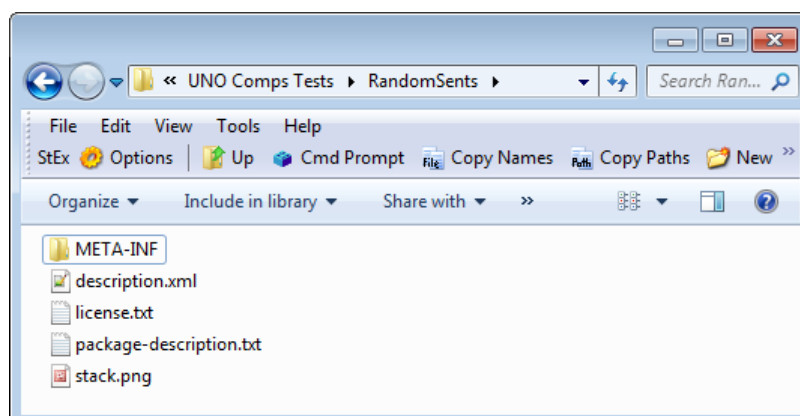 « UNO Comps Tests RandomSents Search Ran...
File Edit View Tools Help
StEx Options Up Cmd Prompt File Copy Names Path Copy Paths New »
Organize Include in library Share with »
META-INF
description.xml
license.txt
package-description.txt
stack.png